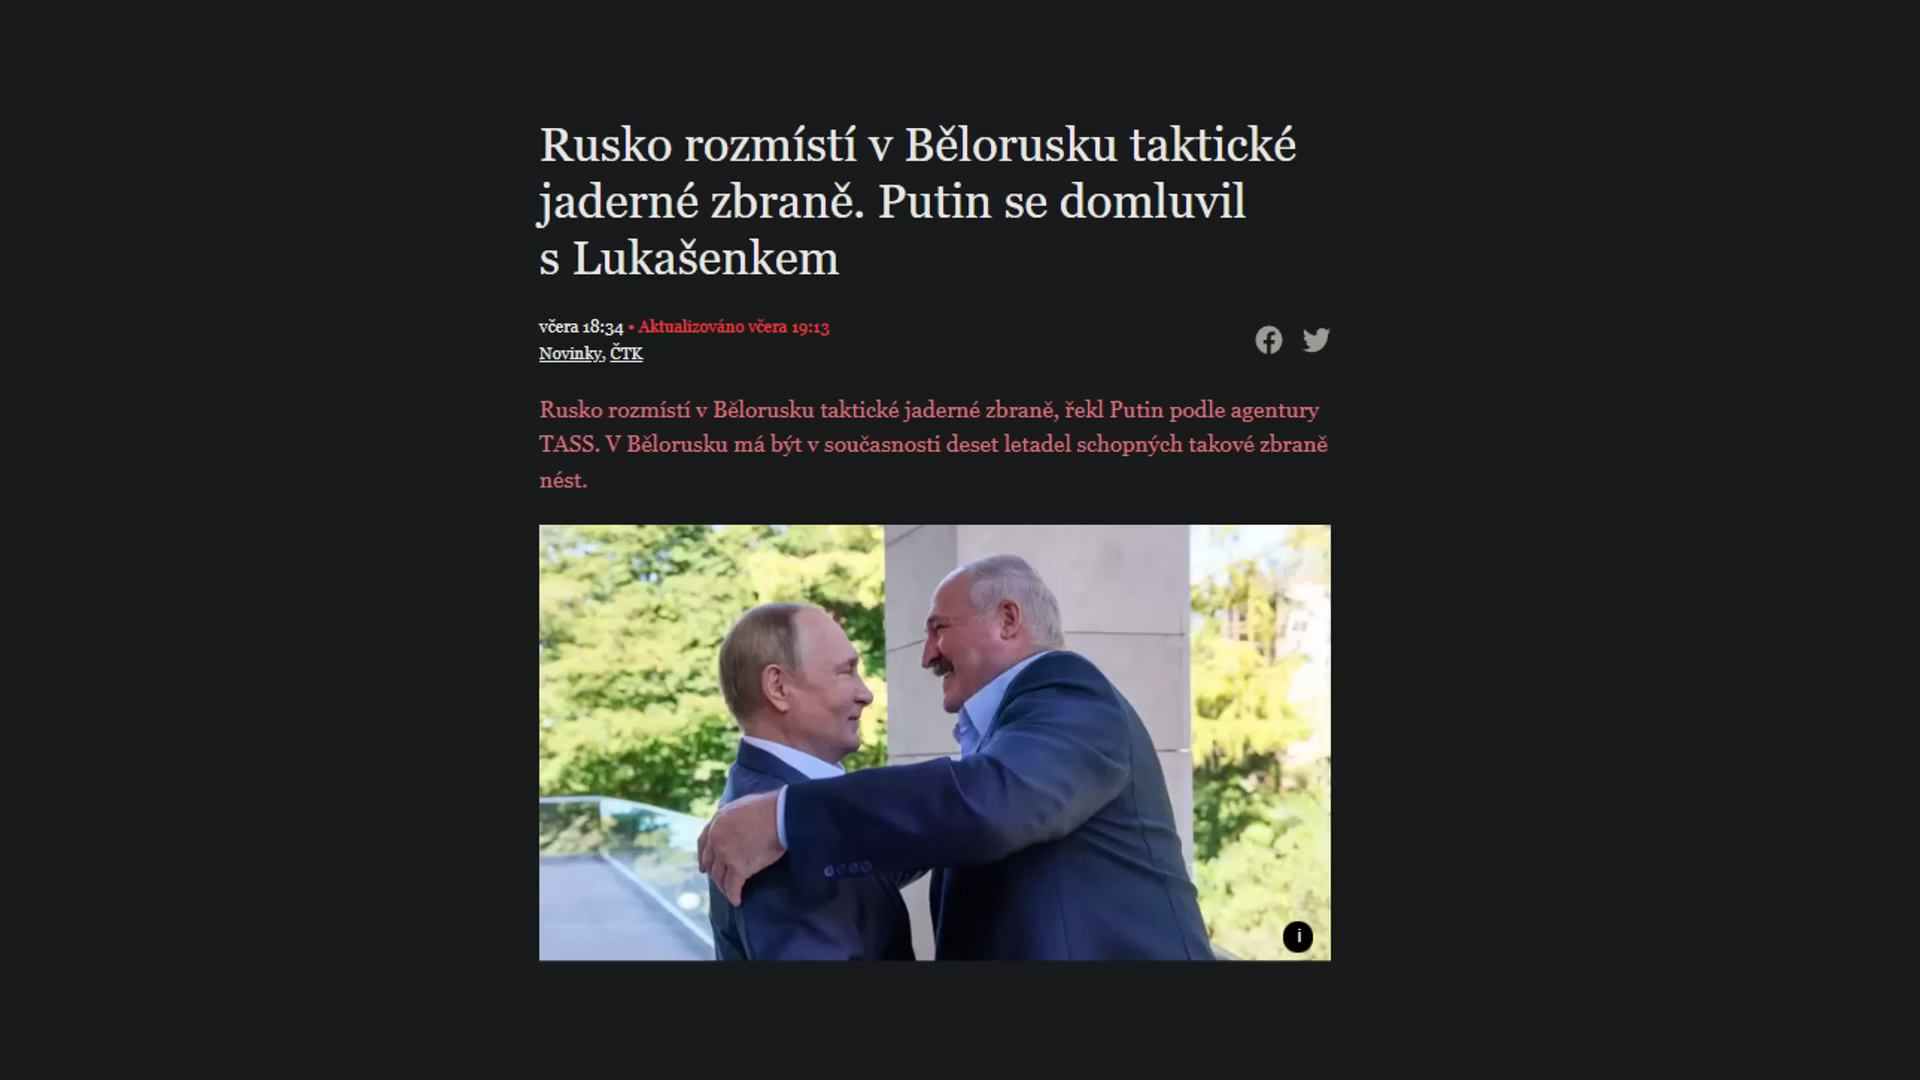 Rusko rozmístí v Bělorusku taktické
jaderné zbraně. Putin se domluvil
s Lukašenkem
včera 18:34 • Aktualizováno včera 19:13
Novinky, ČTK
Rusko rozmístí v Bělorusku taktické jaderné zbraně, řekl Putin podle agentury
TASS. V Bělorusku má být v současnosti deset letadel schopných takové zbraně
nést.
i